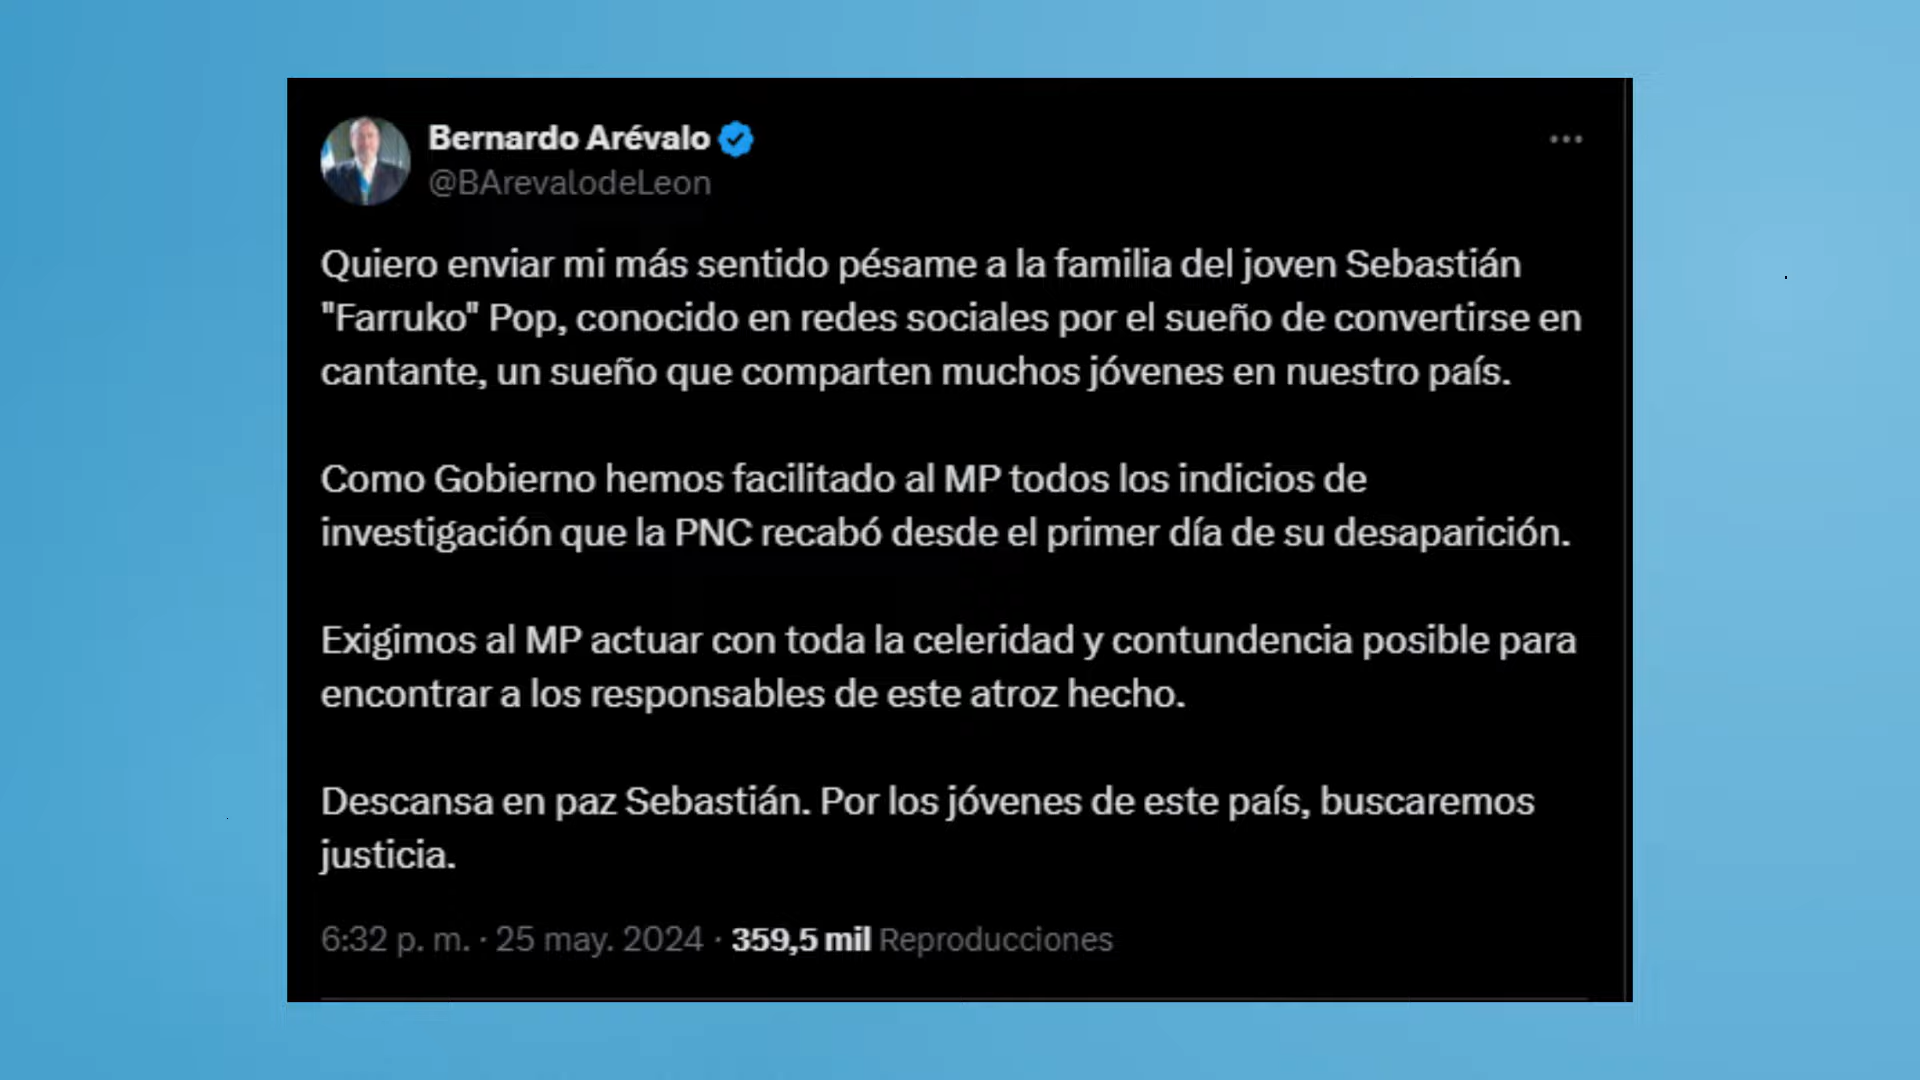 Bernardo Arévalo
@BArevalodeLeon
Quiero enviar mi más sentido pésame a la familia del joven Sebastián
"Farruko" Pop, conocido en redes sociales por el sueño de convertirse en
cantante, un sueño que comparten muchos jóvenes en nuestro país.
Como Gobierno hemos facilitado al MP todos los indicios de
investigación que la PNC recabó desde el primer día de su desaparición.
Exigimos al MP actuar con toda la celeridad y contundencia posible para
encontrar a los responsables de este atroz hecho.
Descansa en paz Sebastián. Por los jóvenes de este país, buscaremos
justicia.
6:32 p. m. · 25 may. 2024 · 359,5 mil Reproducciones